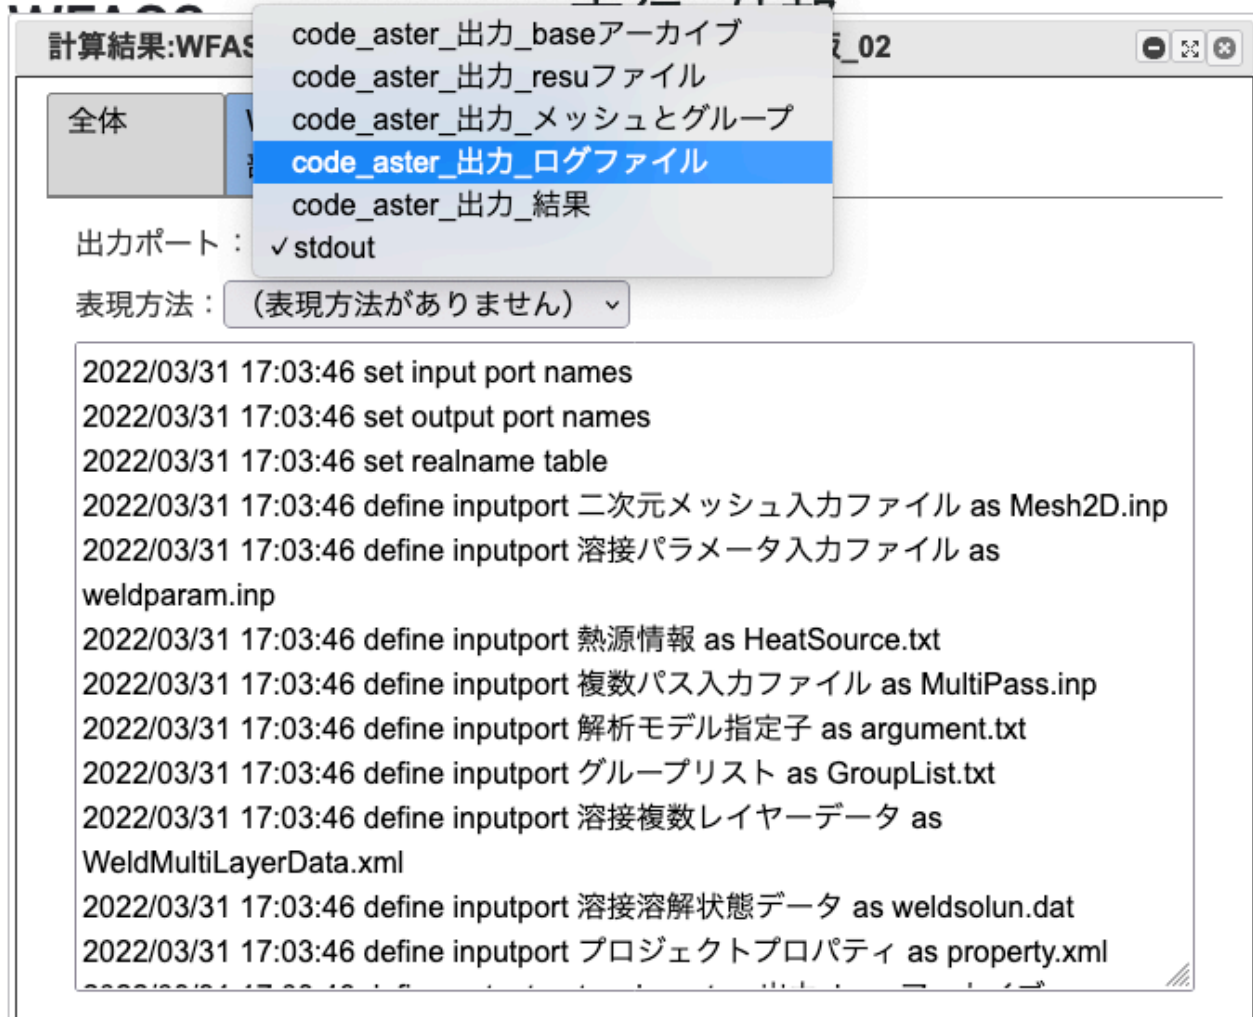 計算結果:WFAS
_02
code_aster_出力_baseアーカイブ
code_aster_出力_resuファイル
code_aster_出力_メッシュとグループ
code_aster_出力_ログファイル
code_aster_出力_結果
✓ stdout
全体
出力ポート：
表現方法： （表現方法がありません）
2022/03/31 17:03:46 set input port names
2022/03/31 17:03:46 set output port names
2022/03/31 17:03:46 set realname table
2022/03/31 17:03:46 define inputport 二次元メッシュ入力ファイル as Mesh2D.inp
2022/03/31 17:03:46 define inputport 溶接パラメータ入力ファイル as
weldparam.inp
2022/03/31 17:03:46 define inputport 熱源情報 as HeatSource.txt
2022/03/31 17:03:46 define inputport 複数パス入力ファイル as MultiPass.inp
2022/03/31 17:03:46 define inputport 解析モデル指定子 as argument.txt
2022/03/31 17:03:46 define inputport グループリスト as GroupList.txt
2022/03/31 17:03:46 define inputport 溶接複数レイヤーデータ as
WeldMultiLayerData.xml
2022/03/31 17:03:46 define inputport 溶接溶解状態データ as weldsolun.dat
2022/03/31 17:03:46 define inputport プロジェクトプロパティ as property.xml